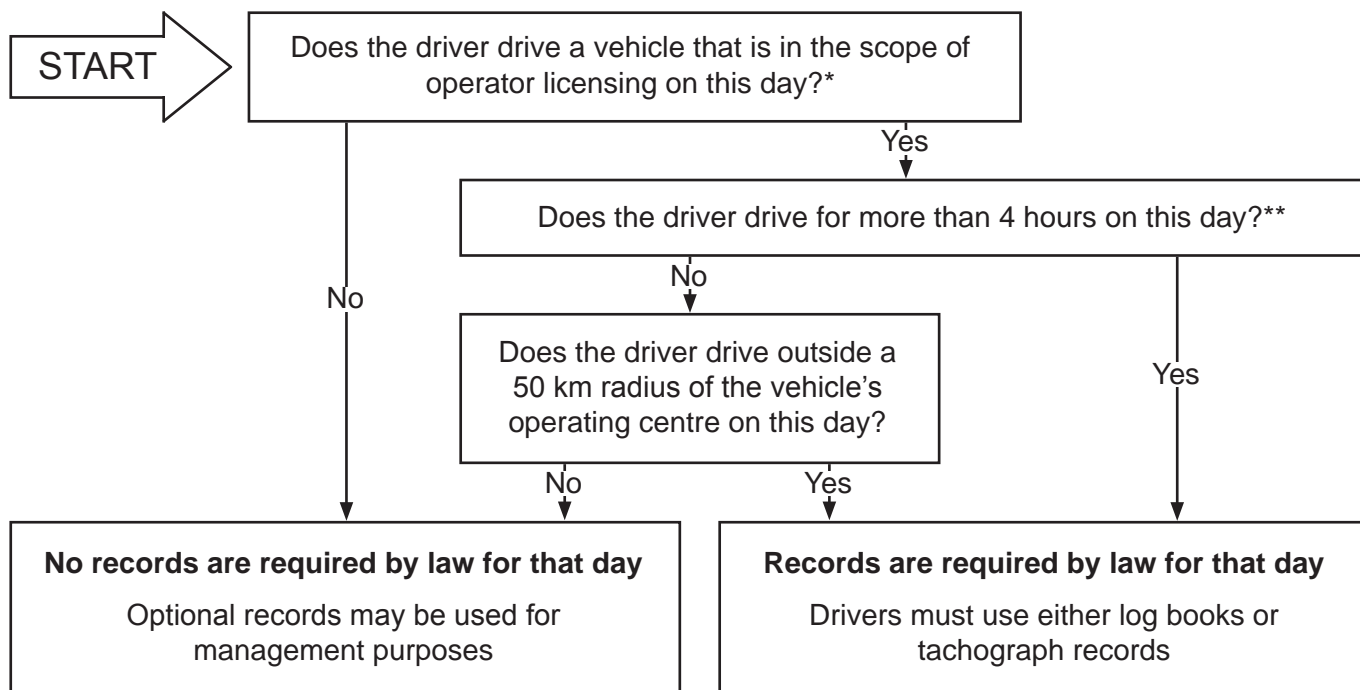 START
Does the driver drive a vehicle that is in the scope of
operator licensing on this day?*
Yes
Does the driver drive for more than 4 hours on this day?**
No
No
Does the driver drive outside a
50 km radius of the vehicle’s
operating centre on this day?
Yes
No
Yes
No records are required by law for that day
Optional records may be used for
management purposes
Records are required by law for that day
Drivers must use either log books or
tachograph records